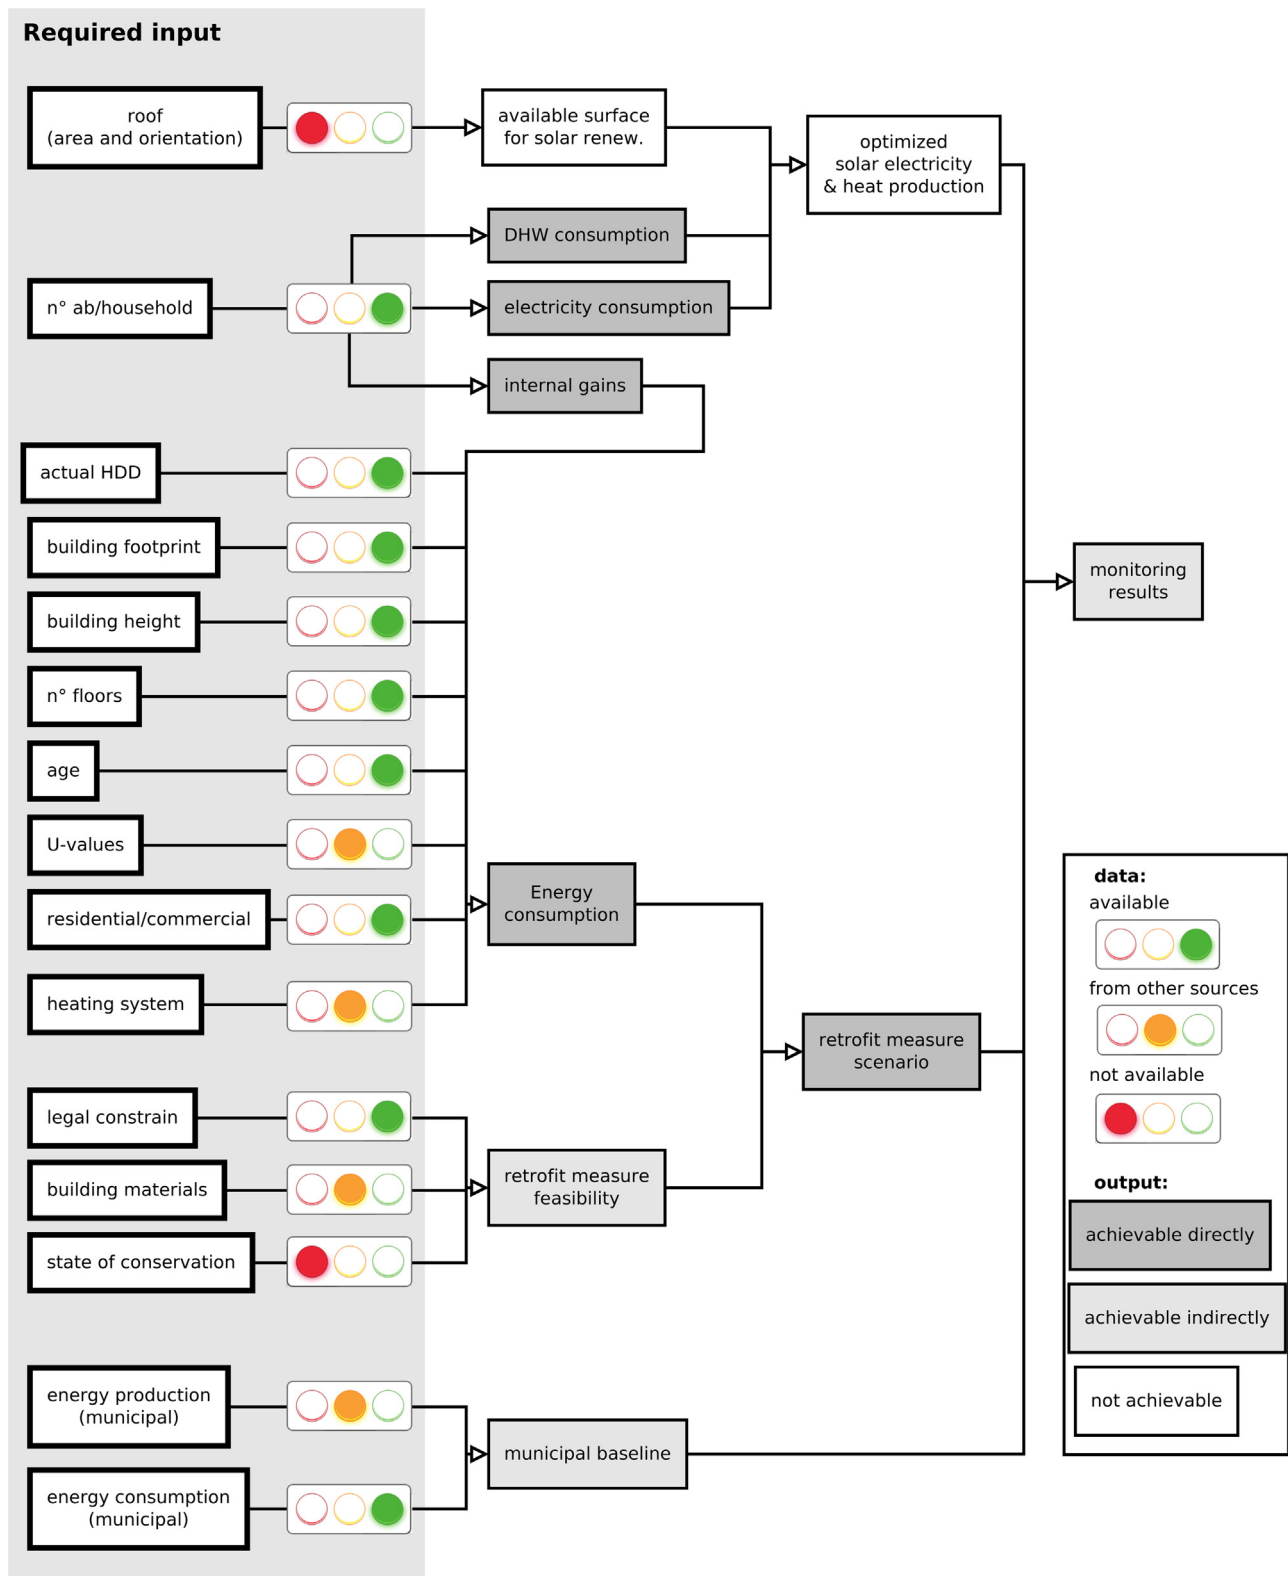 Required input
roof
(area and orientation)
available surface
for solar renew.
optimized
solar electricity
& heat production
DHW consumption
n° ab/household
electricity consumption
internal gains
actual HDD
building footprint
building height
n° floors
age
U-values
residential/commercial
heating system
Energy
consumption
monitoring
results
retrofit measure
scenario
legal constrain
building materials
state of conservation
retrofit measure
feasibility
energy production
(municipal)
energy consumption
(municipal)
municipal baseline
data:
available
from other sources
not available
output:
achievable directly
achievable indirectly
not achievable